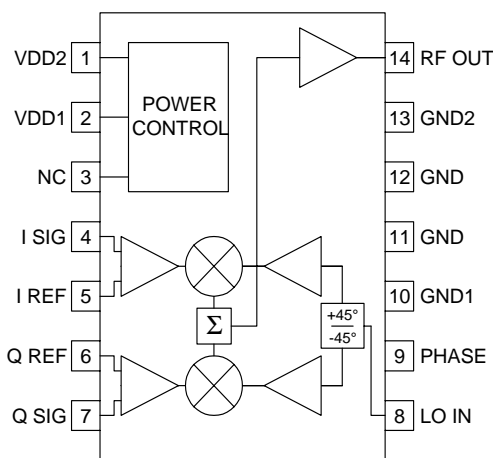 VDD2 1
VDD1 2
NC 3
I SIG 4
I REF 5
Q REF 6
Q SIG 7
POWER
CONTROL
Σ
+45°
-45°
14 RF OUT
13 GND2
12 GND
11 GND
10 GND1
9 PHASE
8 LO IN